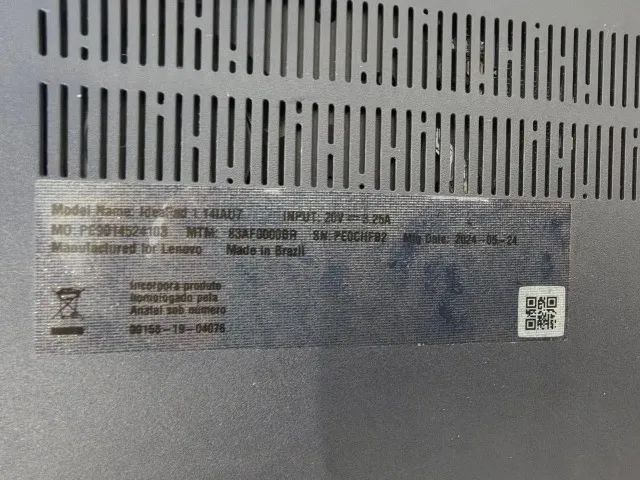 Model Name: IdeaPad 1 14IAU7 INPUT: 20V ⎓ 3.25A
MO: PE9014524108 MTM: 83AF0000BR SN PE0CHFB2 Mfg Date: 2024-05-24
Manufactured for Lenovo Made in Brazil
Incorpora produto
homologado pela
Anatel sob número
00158-19-04076